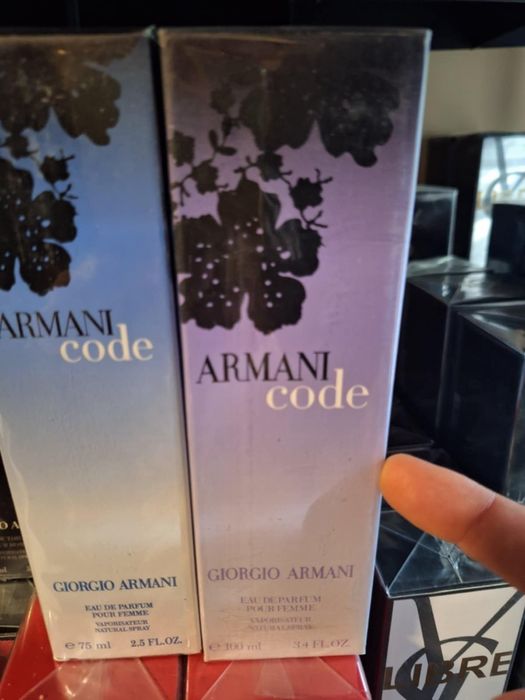 ARMANI
code
GIORGIO ARMANI
EAU DE PARFUM
POUR FEMME
VAPORISATEUR
NATURAL SPRAY
℮ 75 ml 2.5 FL.OZ.
ARMANI
code
GIORGIO ARMANI
EAU DE PARFUM
POUR FEMME
VAPORISATEUR
NATURAL SPRAY
℮ 100 ml 3.4 FL.OZ.
LIBRE